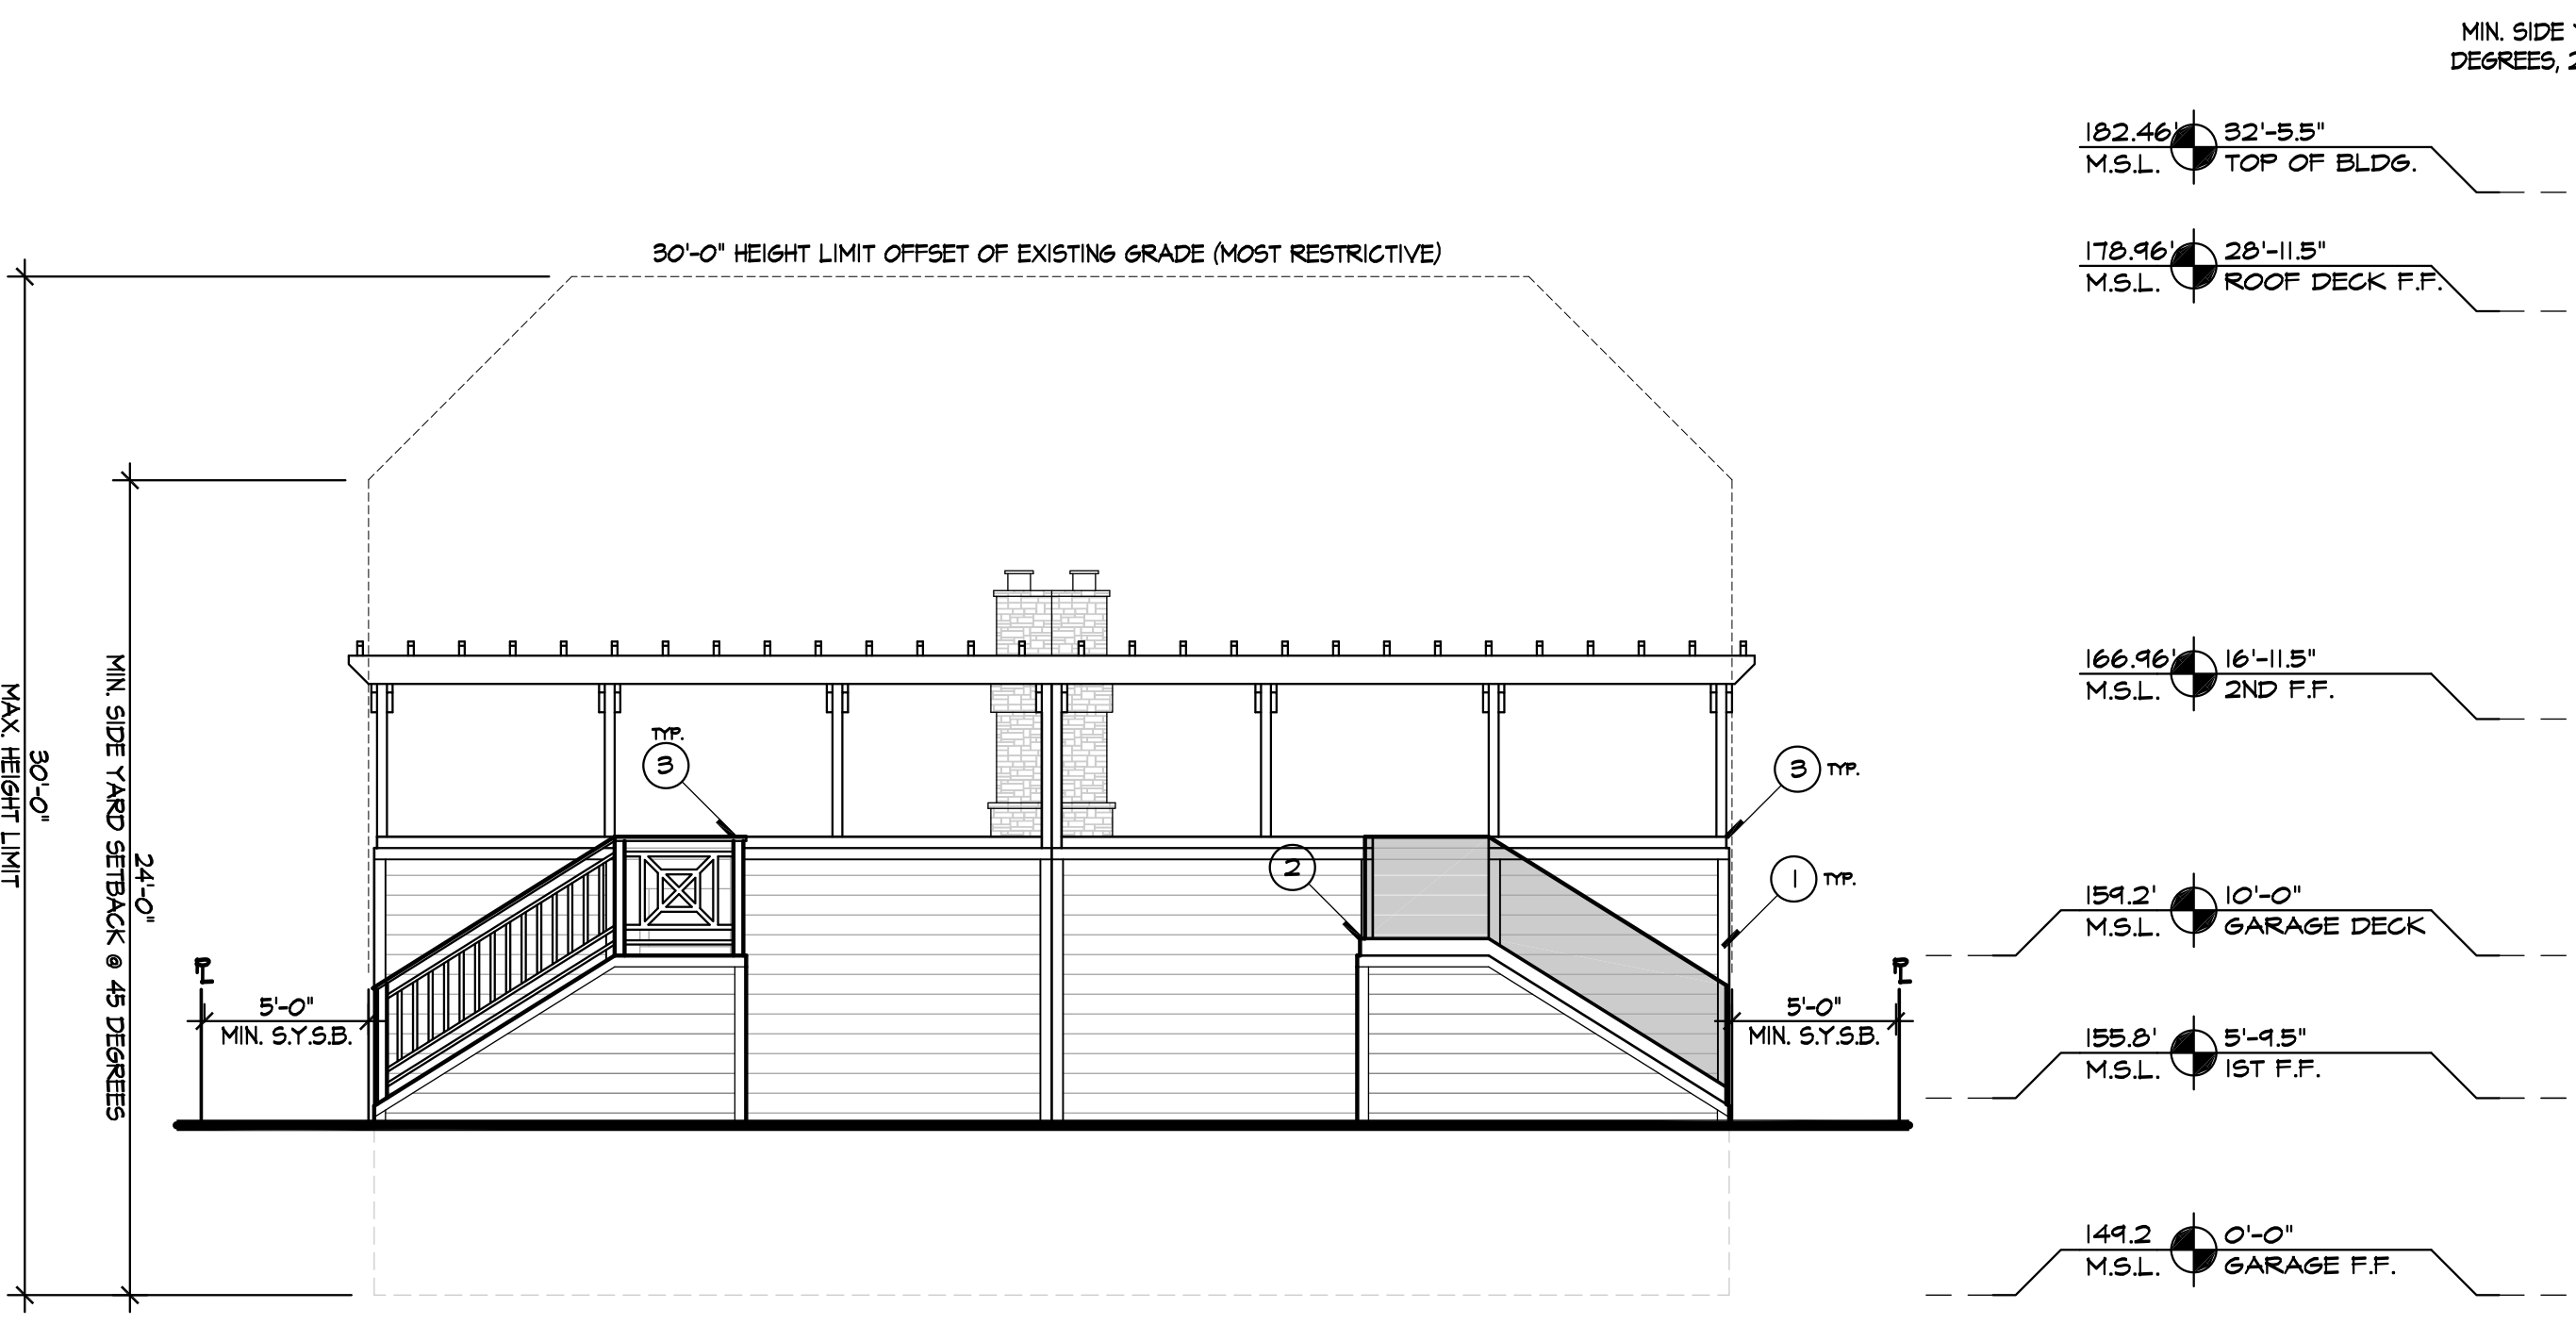 MIN. SIDE
DEGREES, 2
182.46' 32'-5.5"
M.S.L. TOP OF BLDG.
178.96' 28'-11.5"
M.S.L. ROOF DECK F.F.
30'-0" HEIGHT LIMIT OFFSET OF EXISTING GRADE (MOST RESTRICTIVE)
166.96' 16'-11.5"
M.S.L. 2ND F.F.
30'-0"
MAX. HEIGHT LIMIT
24'-0"
MIN. SIDE YARD SETBACK @ 45 DEGREES
TYP.
3
3 TYP.
2
1 TYP.
159.2' 10'-0"
M.S.L. GARAGE DECK
PL
5'-0"
MIN. S.Y.S.B.
PL
5'-0"
MIN. S.Y.S.B.
155.8' 5'-9.5"
M.S.L. 1ST F.F.
149.2 0'-0"
M.S.L. GARAGE F.F.